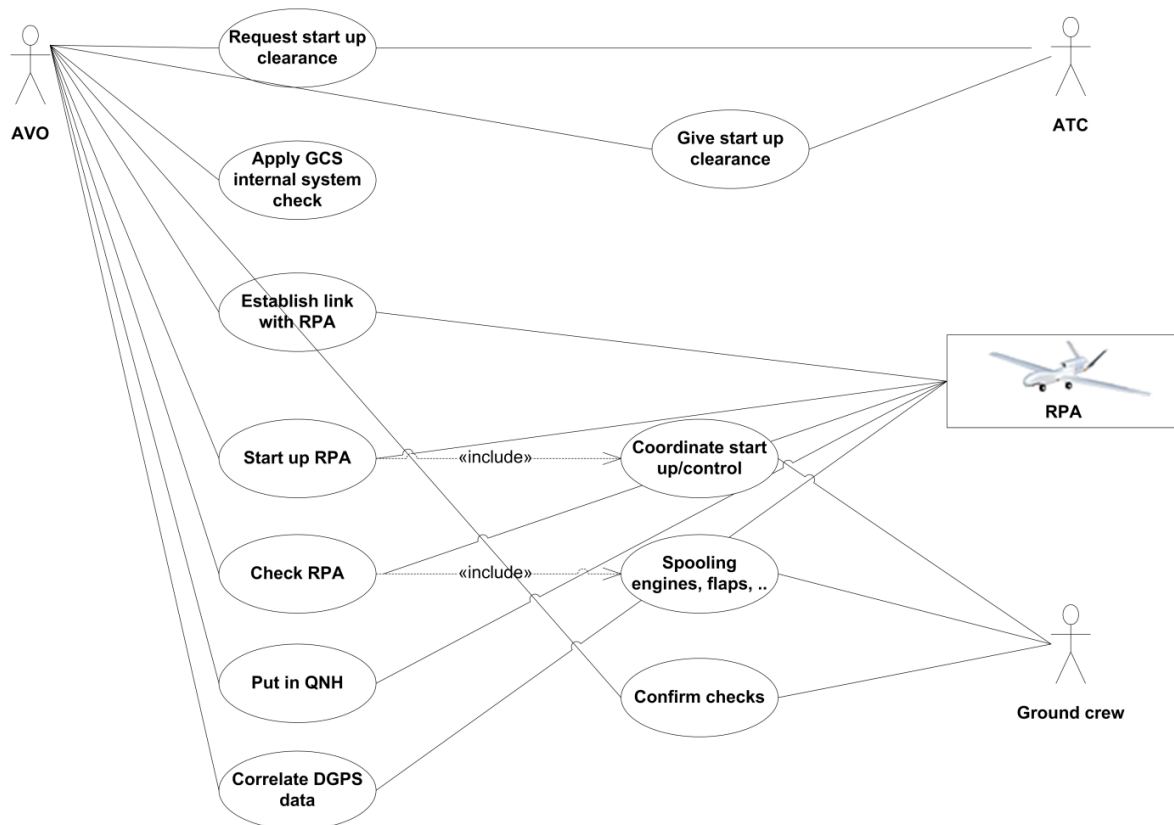 Request start up
clearance
AVO
ATC
Give start up
clearance
Apply GCS
internal system
check
Establish link
with RPA
RPA
Start up RPA
«include»
Coordinate start
up/control
Check RPA
«include»
Spooling
engines, flaps, ..
Put in QNH
Confirm checks
Ground crew
Correlate DGPS
data